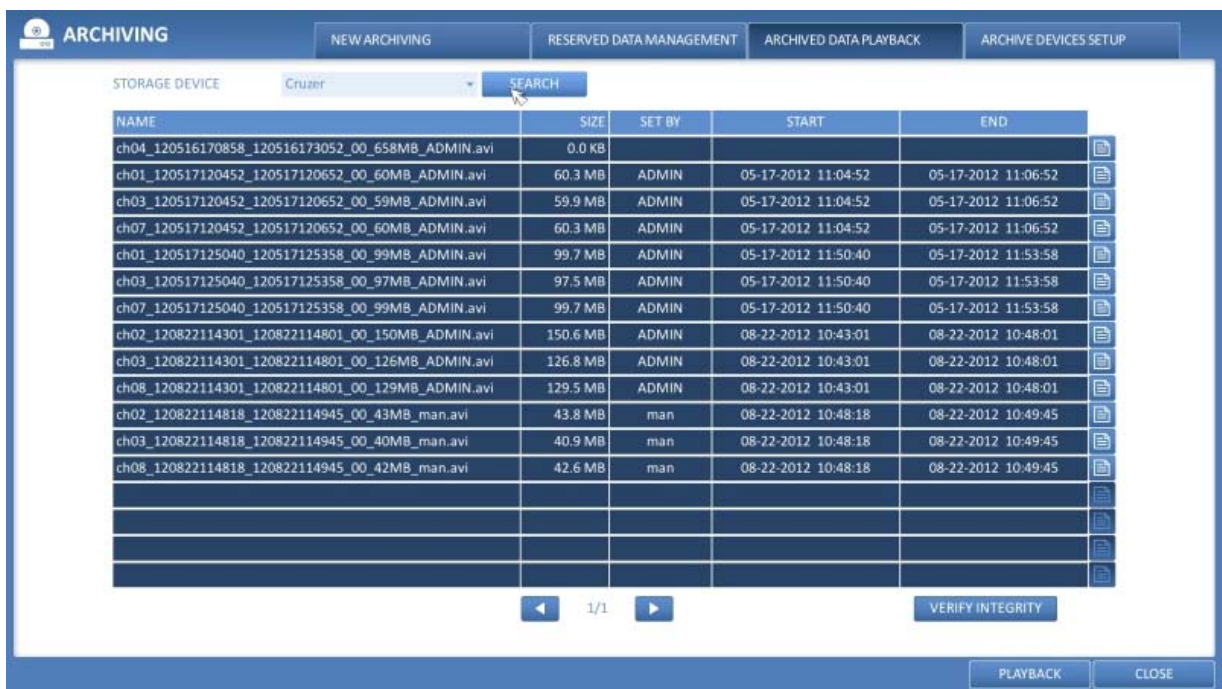 ARCHIVING
NEW ARCHIVING RESERVED DATA MANAGEMENT ARCHIVED DATA PLAYBACK ARCHIVE DEVICES SETUP
STORAGE DEVICE Cruzer SEARCH
NAME SIZE SET BY START END
ch04_120516170858_120516173052_00_658MB_ADMIN.avi 0.0 KB
ch01_120517120452_120517120652_00_60MB_ADMIN.avi 60.3 MB ADMIN 05-17-2012 11:04:52 05-17-2012 11:06:52
ch03_120517120452_120517120652_00_59MB_ADMIN.avi 59.9 MB ADMIN 05-17-2012 11:04:52 05-17-2012 11:06:52
ch07_120517120452_120517120652_00_60MB_ADMIN.avi 60.3 MB ADMIN 05-17-2012 11:04:52 05-17-2012 11:06:52
ch01_120517125040_120517125358_00_99MB_ADMIN.avi 99.7 MB ADMIN 05-17-2012 11:50:40 05-17-2012 11:53:58
ch03_120517125040_120517125358_00_97MB_ADMIN.avi 97.5 MB ADMIN 05-17-2012 11:50:40 05-17-2012 11:53:58
ch07_120517125040_120517125358_00_99MB_ADMIN.avi 99.7 MB ADMIN 05-17-2012 11:50:40 05-17-2012 11:53:58
ch02_120822114301_120822114801_00_150MB_ADMIN.avi 150.6 MB ADMIN 08-22-2012 10:43:01 08-22-2012 10:48:01
ch03_120822114301_120822114801_00_126MB_ADMIN.avi 126.8 MB ADMIN 08-22-2012 10:43:01 08-22-2012 10:48:01
ch08_120822114301_120822114801_00_129MB_ADMIN.avi 129.5 MB ADMIN 08-22-2012 10:43:01 08-22-2012 10:48:01
ch02_120822114818_120822114945_00_43MB_man.avi 43.8 MB man 08-22-2012 10:48:18 08-22-2012 10:49:45
ch03_120822114818_120822114945_00_40MB_man.avi 40.9 MB man 08-22-2012 10:48:18 08-22-2012 10:49:45
ch08_120822114818_120822114945_00_42MB_man.avi 42.6 MB man 08-22-2012 10:48:18 08-22-2012 10:49:45
1/1 VERIFY INTEGRITY
PLAYBACK CLOSE